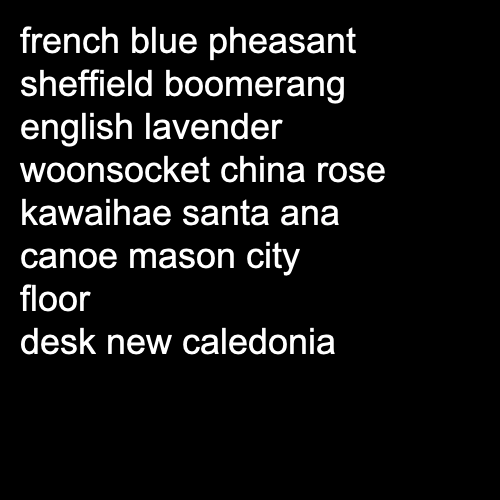 french blue pheasant
sheffield boomerang
english lavender
woonsocket china rose
kawaihae santa ana
canoe mason city
floor
desk new caledonia